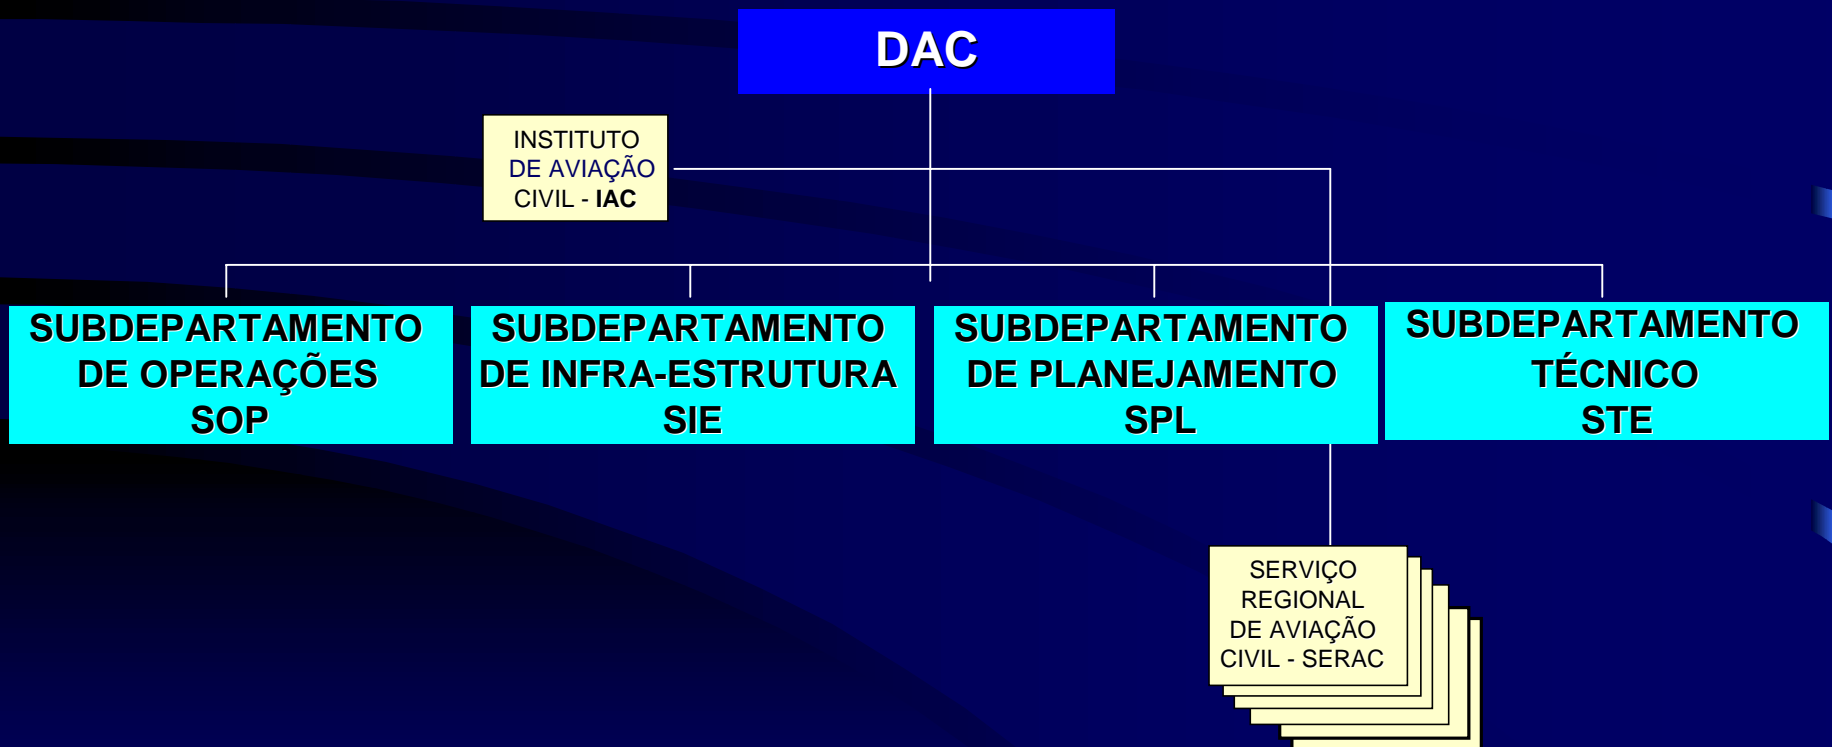 DAC
INSTITUTO
DE AVIAÇÃO
CIVIL - IAC
SUBDEPARTAMENTO
DE OPERAÇÕES
SOP
SUBDEPARTAMENTO
DE INFRA-ESTRUTURA
SIE
SUBDEPARTAMENTO
DE PLANEJAMENTO
SPL
SUBDEPARTAMENTO
TÉCNICO
STE
SERVIÇO
REGIONAL
DE AVIAÇÃO
CIVIL - SERAC